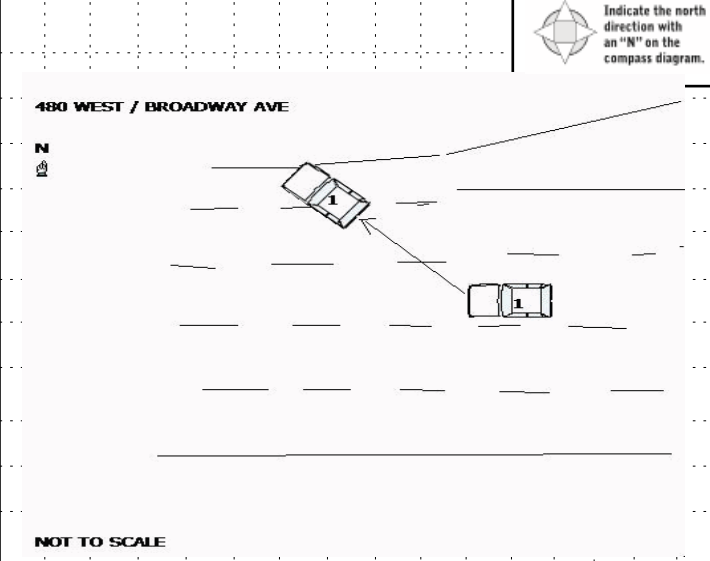 Indicate the north
direction with
an "N" on the
compass diagram.
480 WEST / BROADWAY AVE
N
1
1
NOT TO SCALE